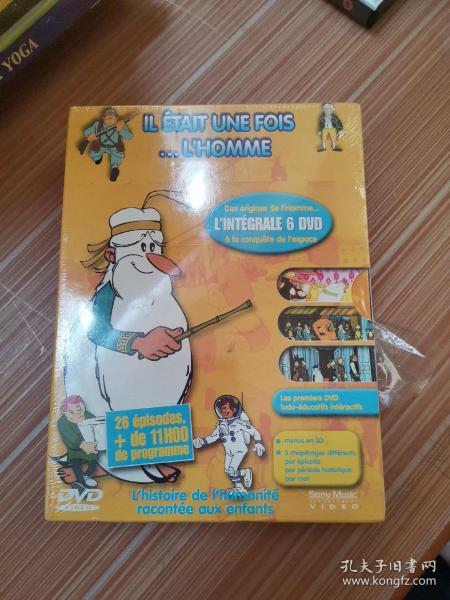 YOGA
IL ÉTAIT UNE FOIS
... L'HOMME
Des origines de l'Homme...
L'INTÉGRALE 6 DVD
à la conquête de l'espace
Les premiers DVD
ludo-éducatifs intéractifs
26 épisodes,
+ de 11H00
de programme
menus en 3D
3 chapitrages différents
par épisode
par période historique
par mot
DVD
VIDEO
L'histoire de l'humanité
racontée aux enfants
Sony Music
VIDEO
孔夫子旧书网
www.kongfz.com